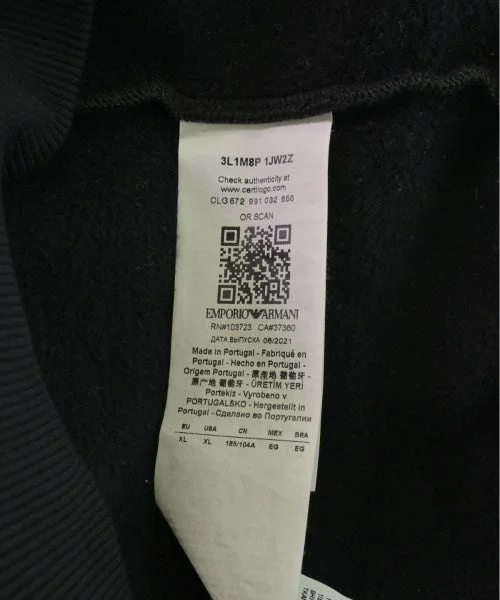 3L1M8P 1JW2Z
Check authenticity at
www.certilogo.com
CLG 672 991 032 866
OR SCAN
EMPORIO ARMANI
RN#103723 CA#37360
ДАТА ВЫПУСКА 06/2021
Made in Portugal - Fabriqué en
Portugal - Hecho en Portugal -
Origem Portugal - 原產地 葡萄牙 -
原产地 葡萄牙 - ÜRETİM YERİ
Portekiz - Vyrobeno v
PORTUGALSKO - Hergestellt in
Portugal - Сделано во Португалии
EU USA CN MEX BRA
XL XL 185/104A EG EG